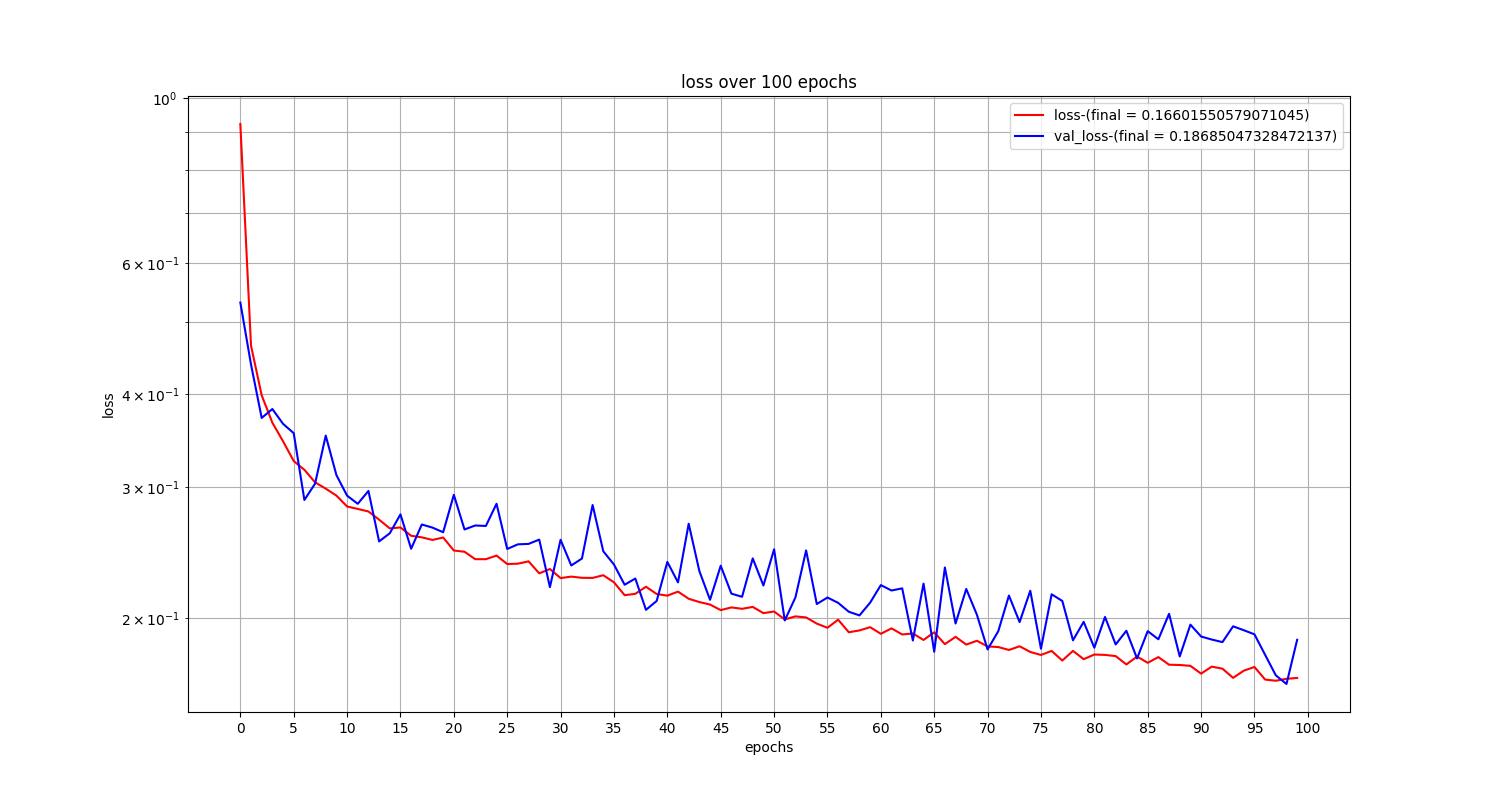 loss over 100 epochs
10⁰
loss-(final = 0.16601550579071045)
val_loss-(final = 0.18685047328472137)
6 × 10⁻¹
4 × 10⁻¹
loss
3 × 10⁻¹
2 × 10⁻¹
0 5 10 15 20 25 30 35 40 45 50 55 60 65 70 75 80 85 90 95 100
epochs